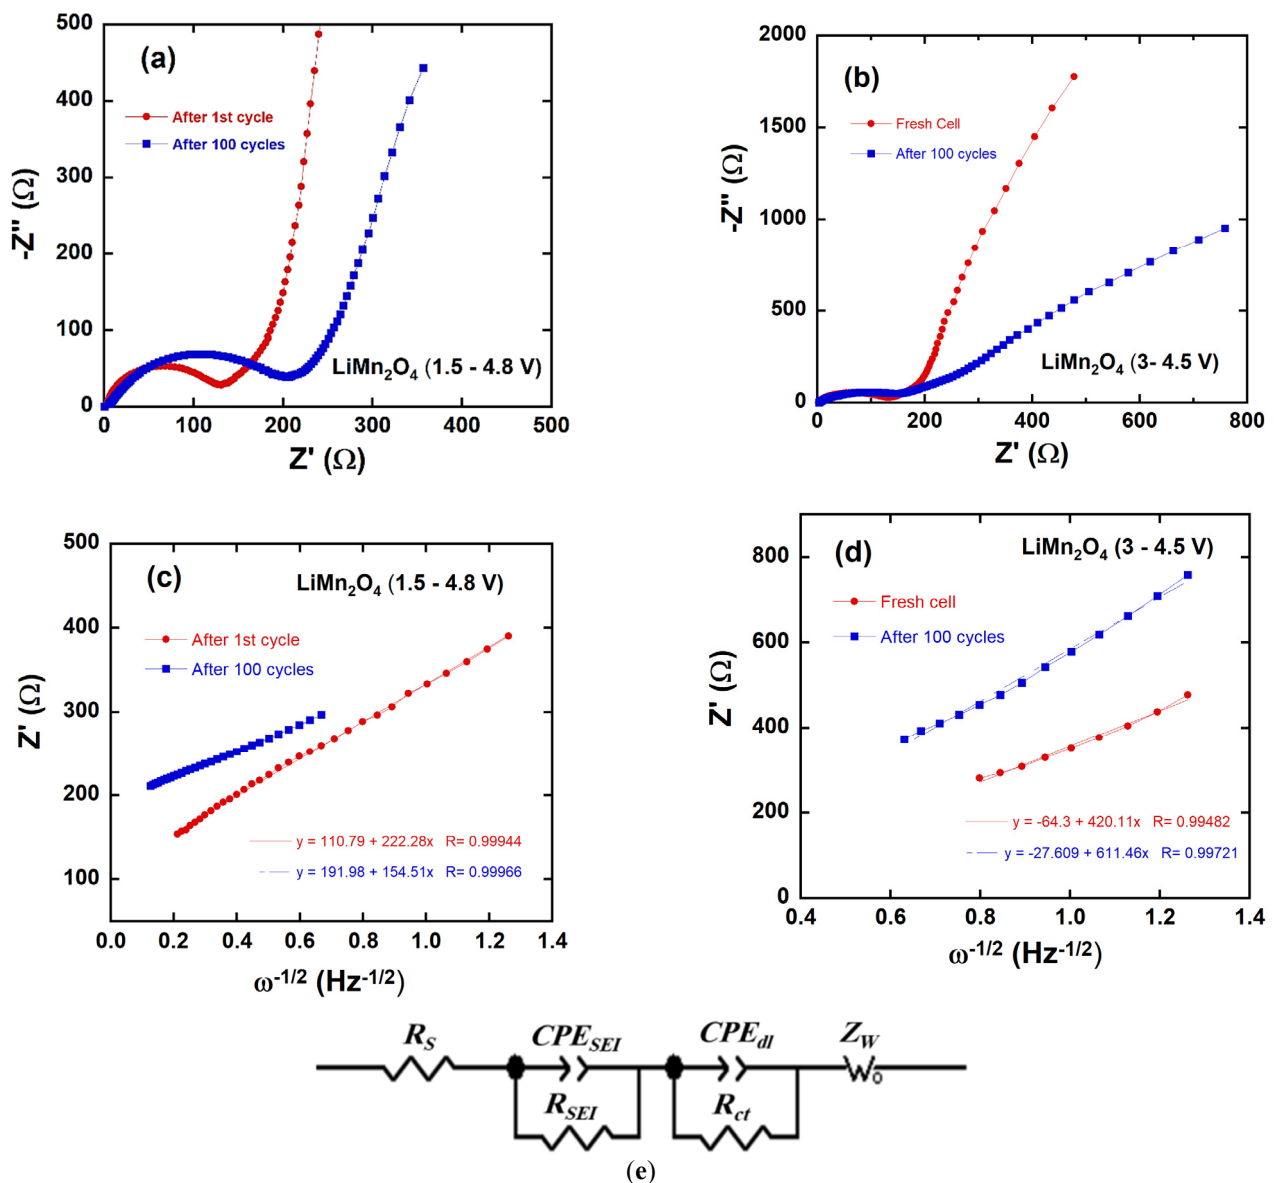 (a)
After 1st cycle
After 100 cycles
LiMn₂O₄ (1.5 - 4.8 V)
500
400
300
200
100
0
-Z'' (Ω)
0 100 200 300 400 500
Z' (Ω)
(b)
Fresh Cell
After 100 cycles
LiMn₂O₄ (3- 4.5 V)
2000
1500
1000
500
0
-Z'' (Ω)
0 200 400 600 800
Z' (Ω)
(c)
LiMn₂O₄ (1.5 - 4.8 V)
After 1st cycle
After 100 cycles
y = 110.79 + 222.28x R= 0.99944
y = 191.98 + 154.51x R= 0.99966
500
400
300
200
100
Z' (Ω)
0.0 0.2 0.4 0.6 0.8 1.0 1.2 1.4
ω⁻¹/² (Hz⁻¹/²)
(d)
LiMn₂O₄ (3 - 4.5 V)
Fresh cell
After 100 cycles
y = -64.3 + 420.11x R= 0.99482
y = -27.609 + 611.46x R= 0.99721
800
600
400
200
0
Z' (Ω)
0.4 0.6 0.8 1.0 1.2 1.4
ω⁻¹/² (Hz⁻¹/²)
R_S CPE_SEI CPE_dl Z_W
W₀
R_SEI R_ct
(e)